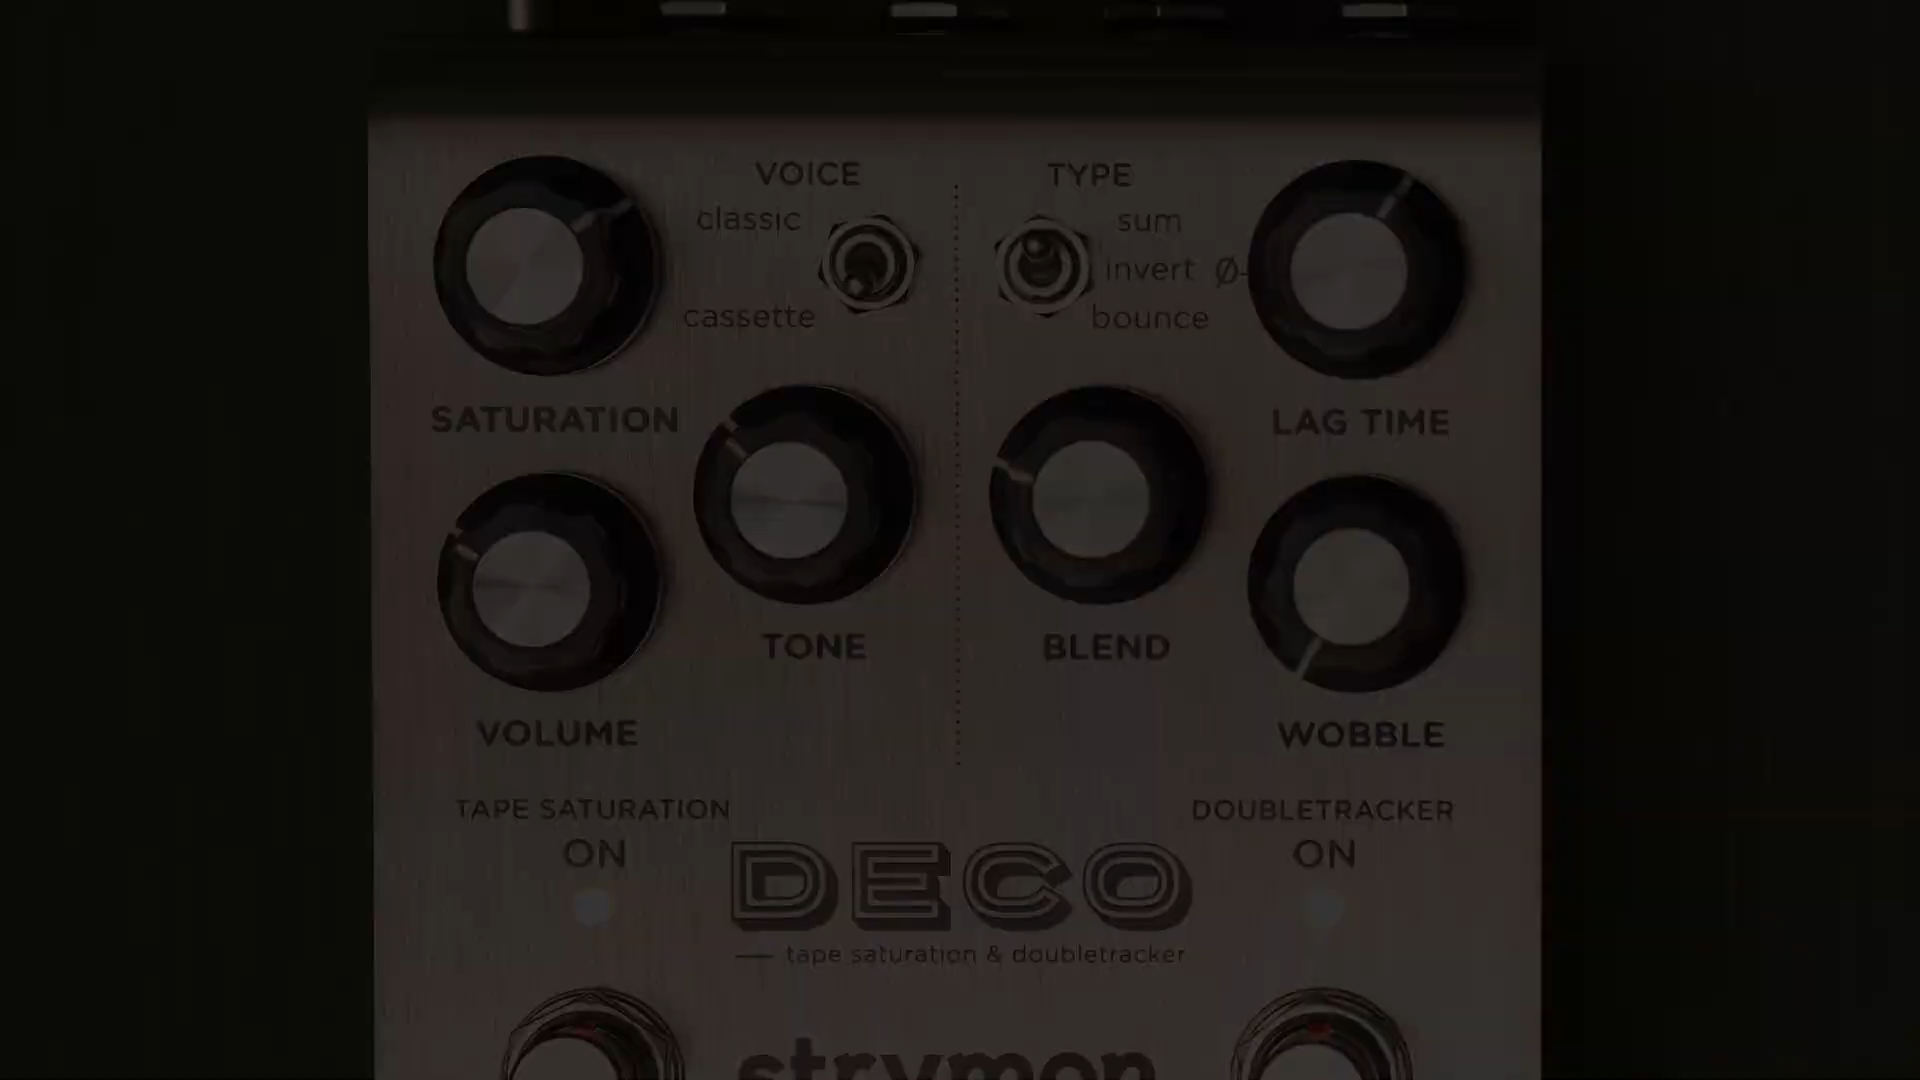 VOICE
classic
cassette
TYPE
sum
invert Ø
bounce
SATURATION
LAG TIME
TONE
BLEND
VOLUME
WOBBLE
TAPE SATURATION
ON
DOUBLETRACKER
ON
DECO
tape saturation & doubletracker
strymon